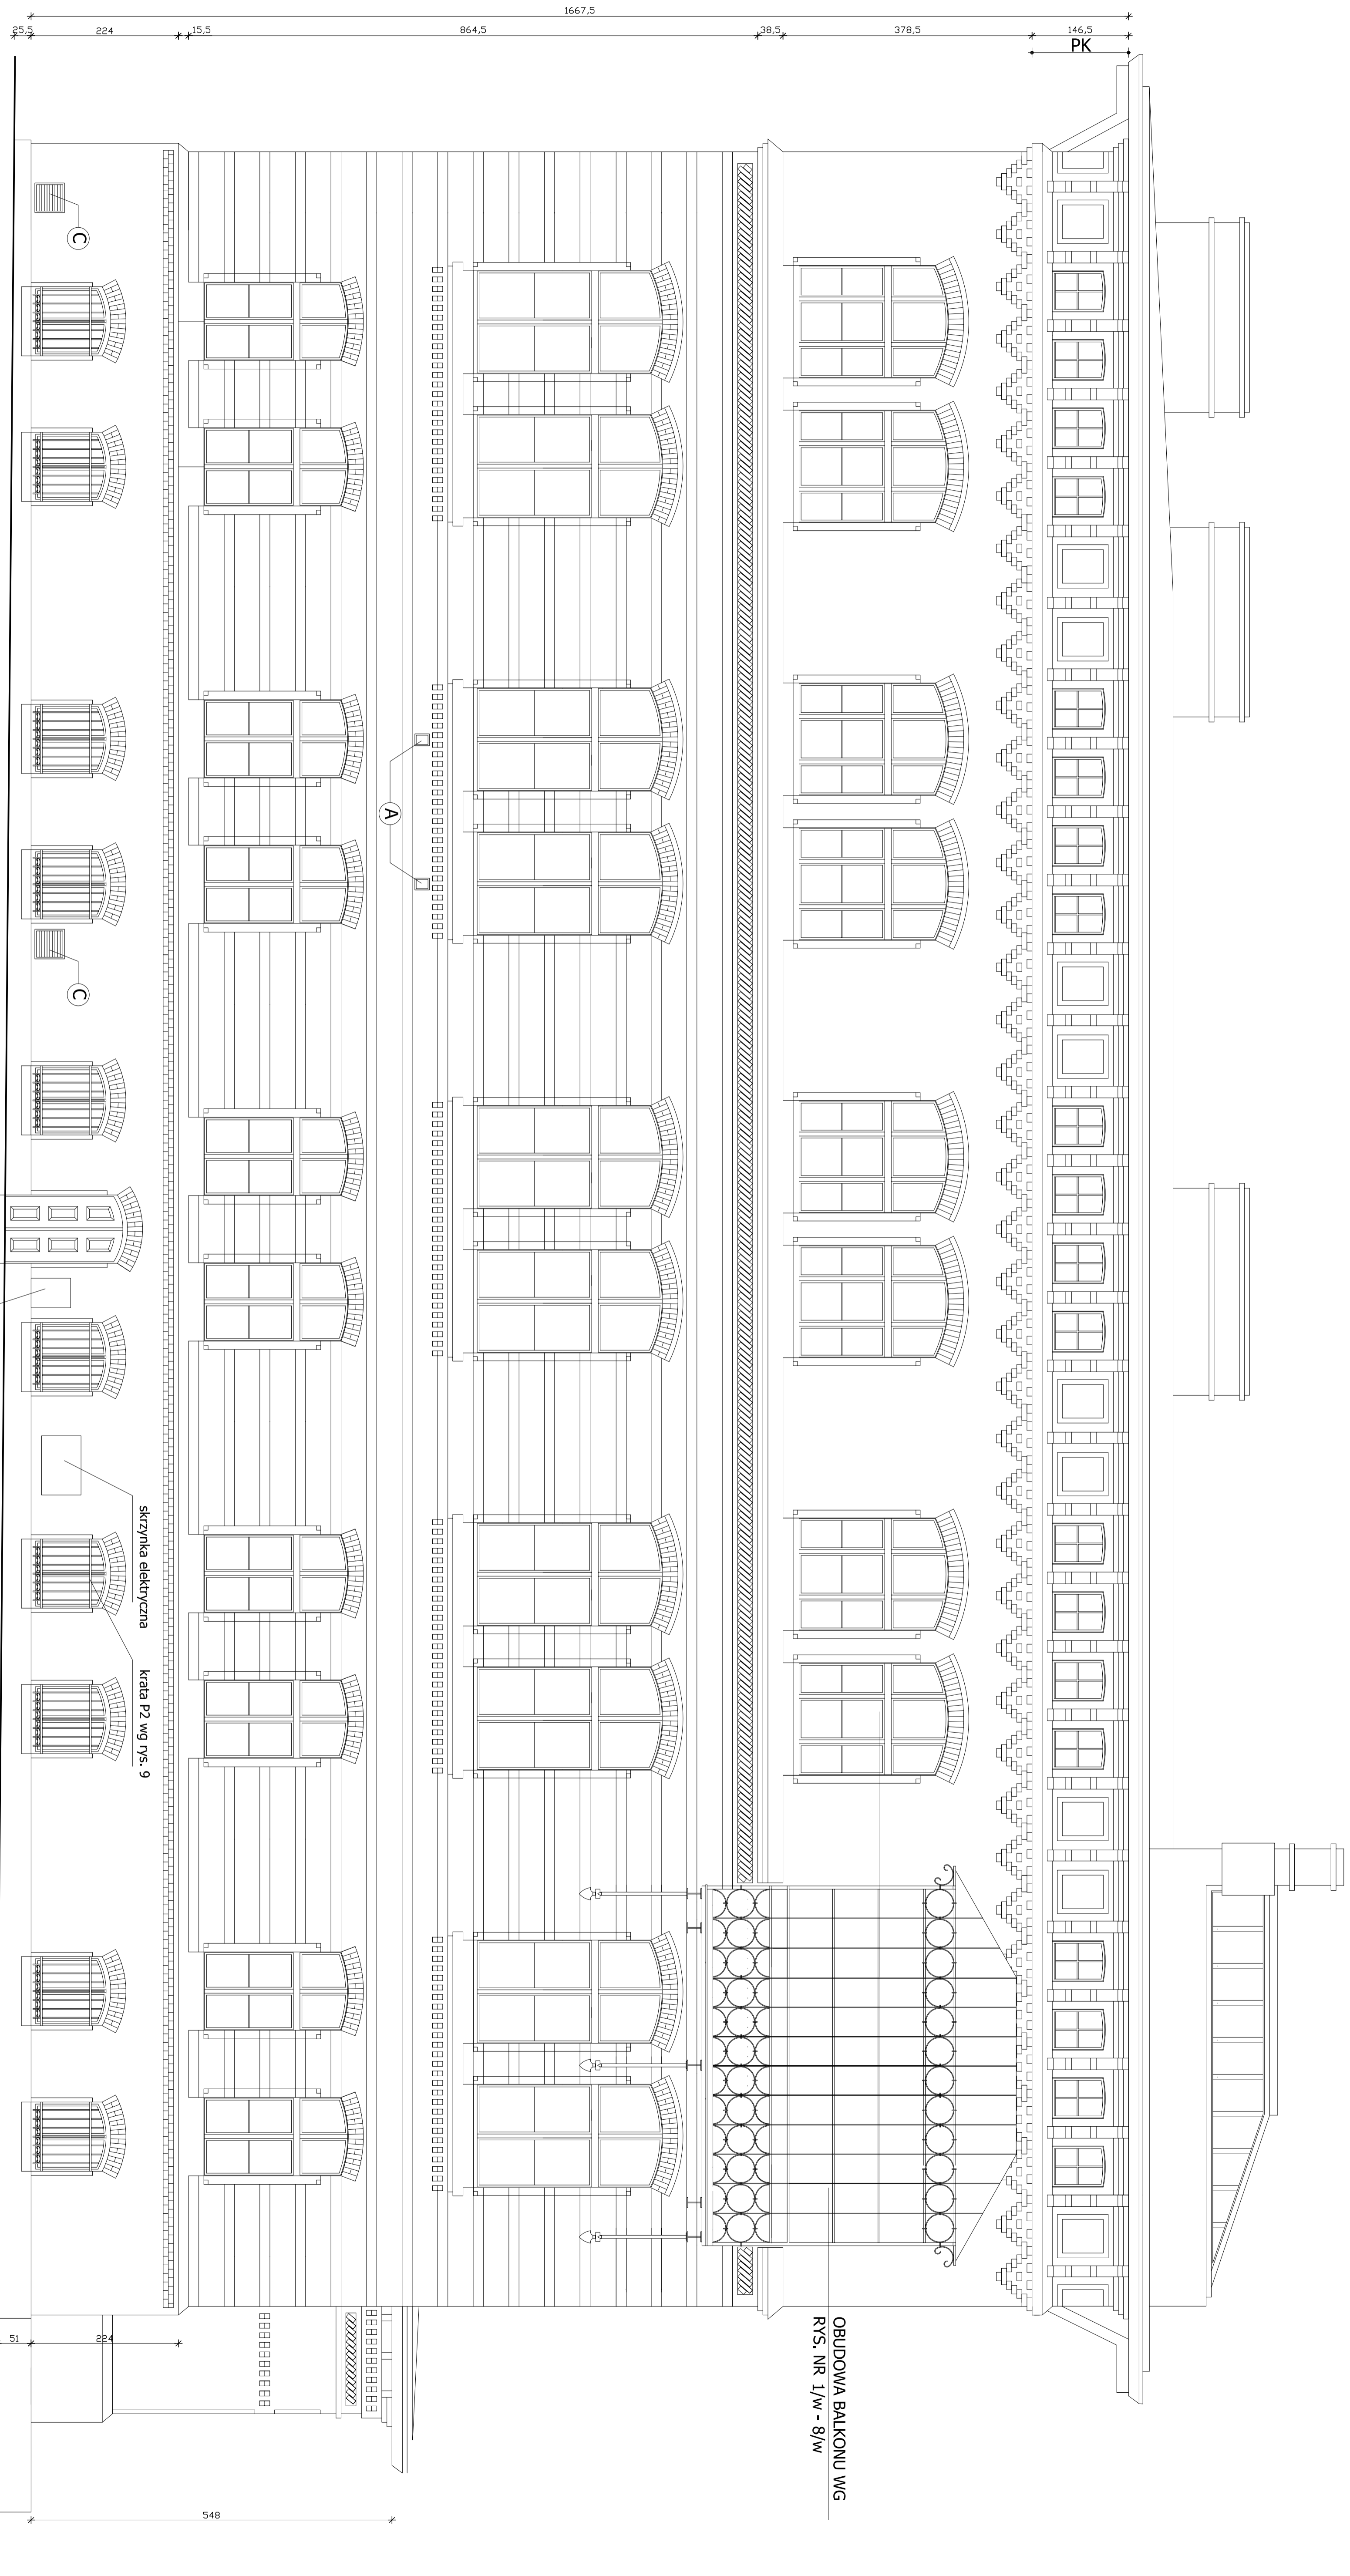 1667,5
25,5
224
15,5
864,5
38,5
378,5
146,5
PK
C
A
C
skrzynka elektryczna
krata P2 wg rys. 9
OBUDOWA BALKONU WG
RYS. NR 1/w - 8/w
51
224
548